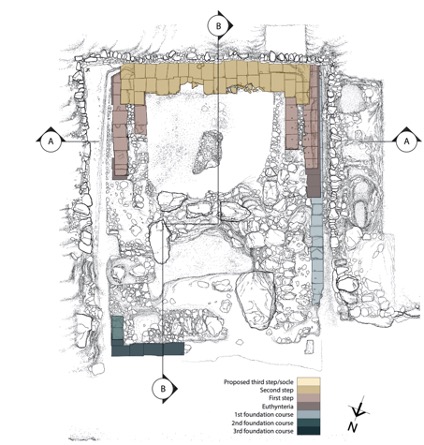 B
A
A
B
Proposed third step/socle
Second step
First step
Euthynteria
1st foundation course
2nd foundation course
3rd foundation course
N